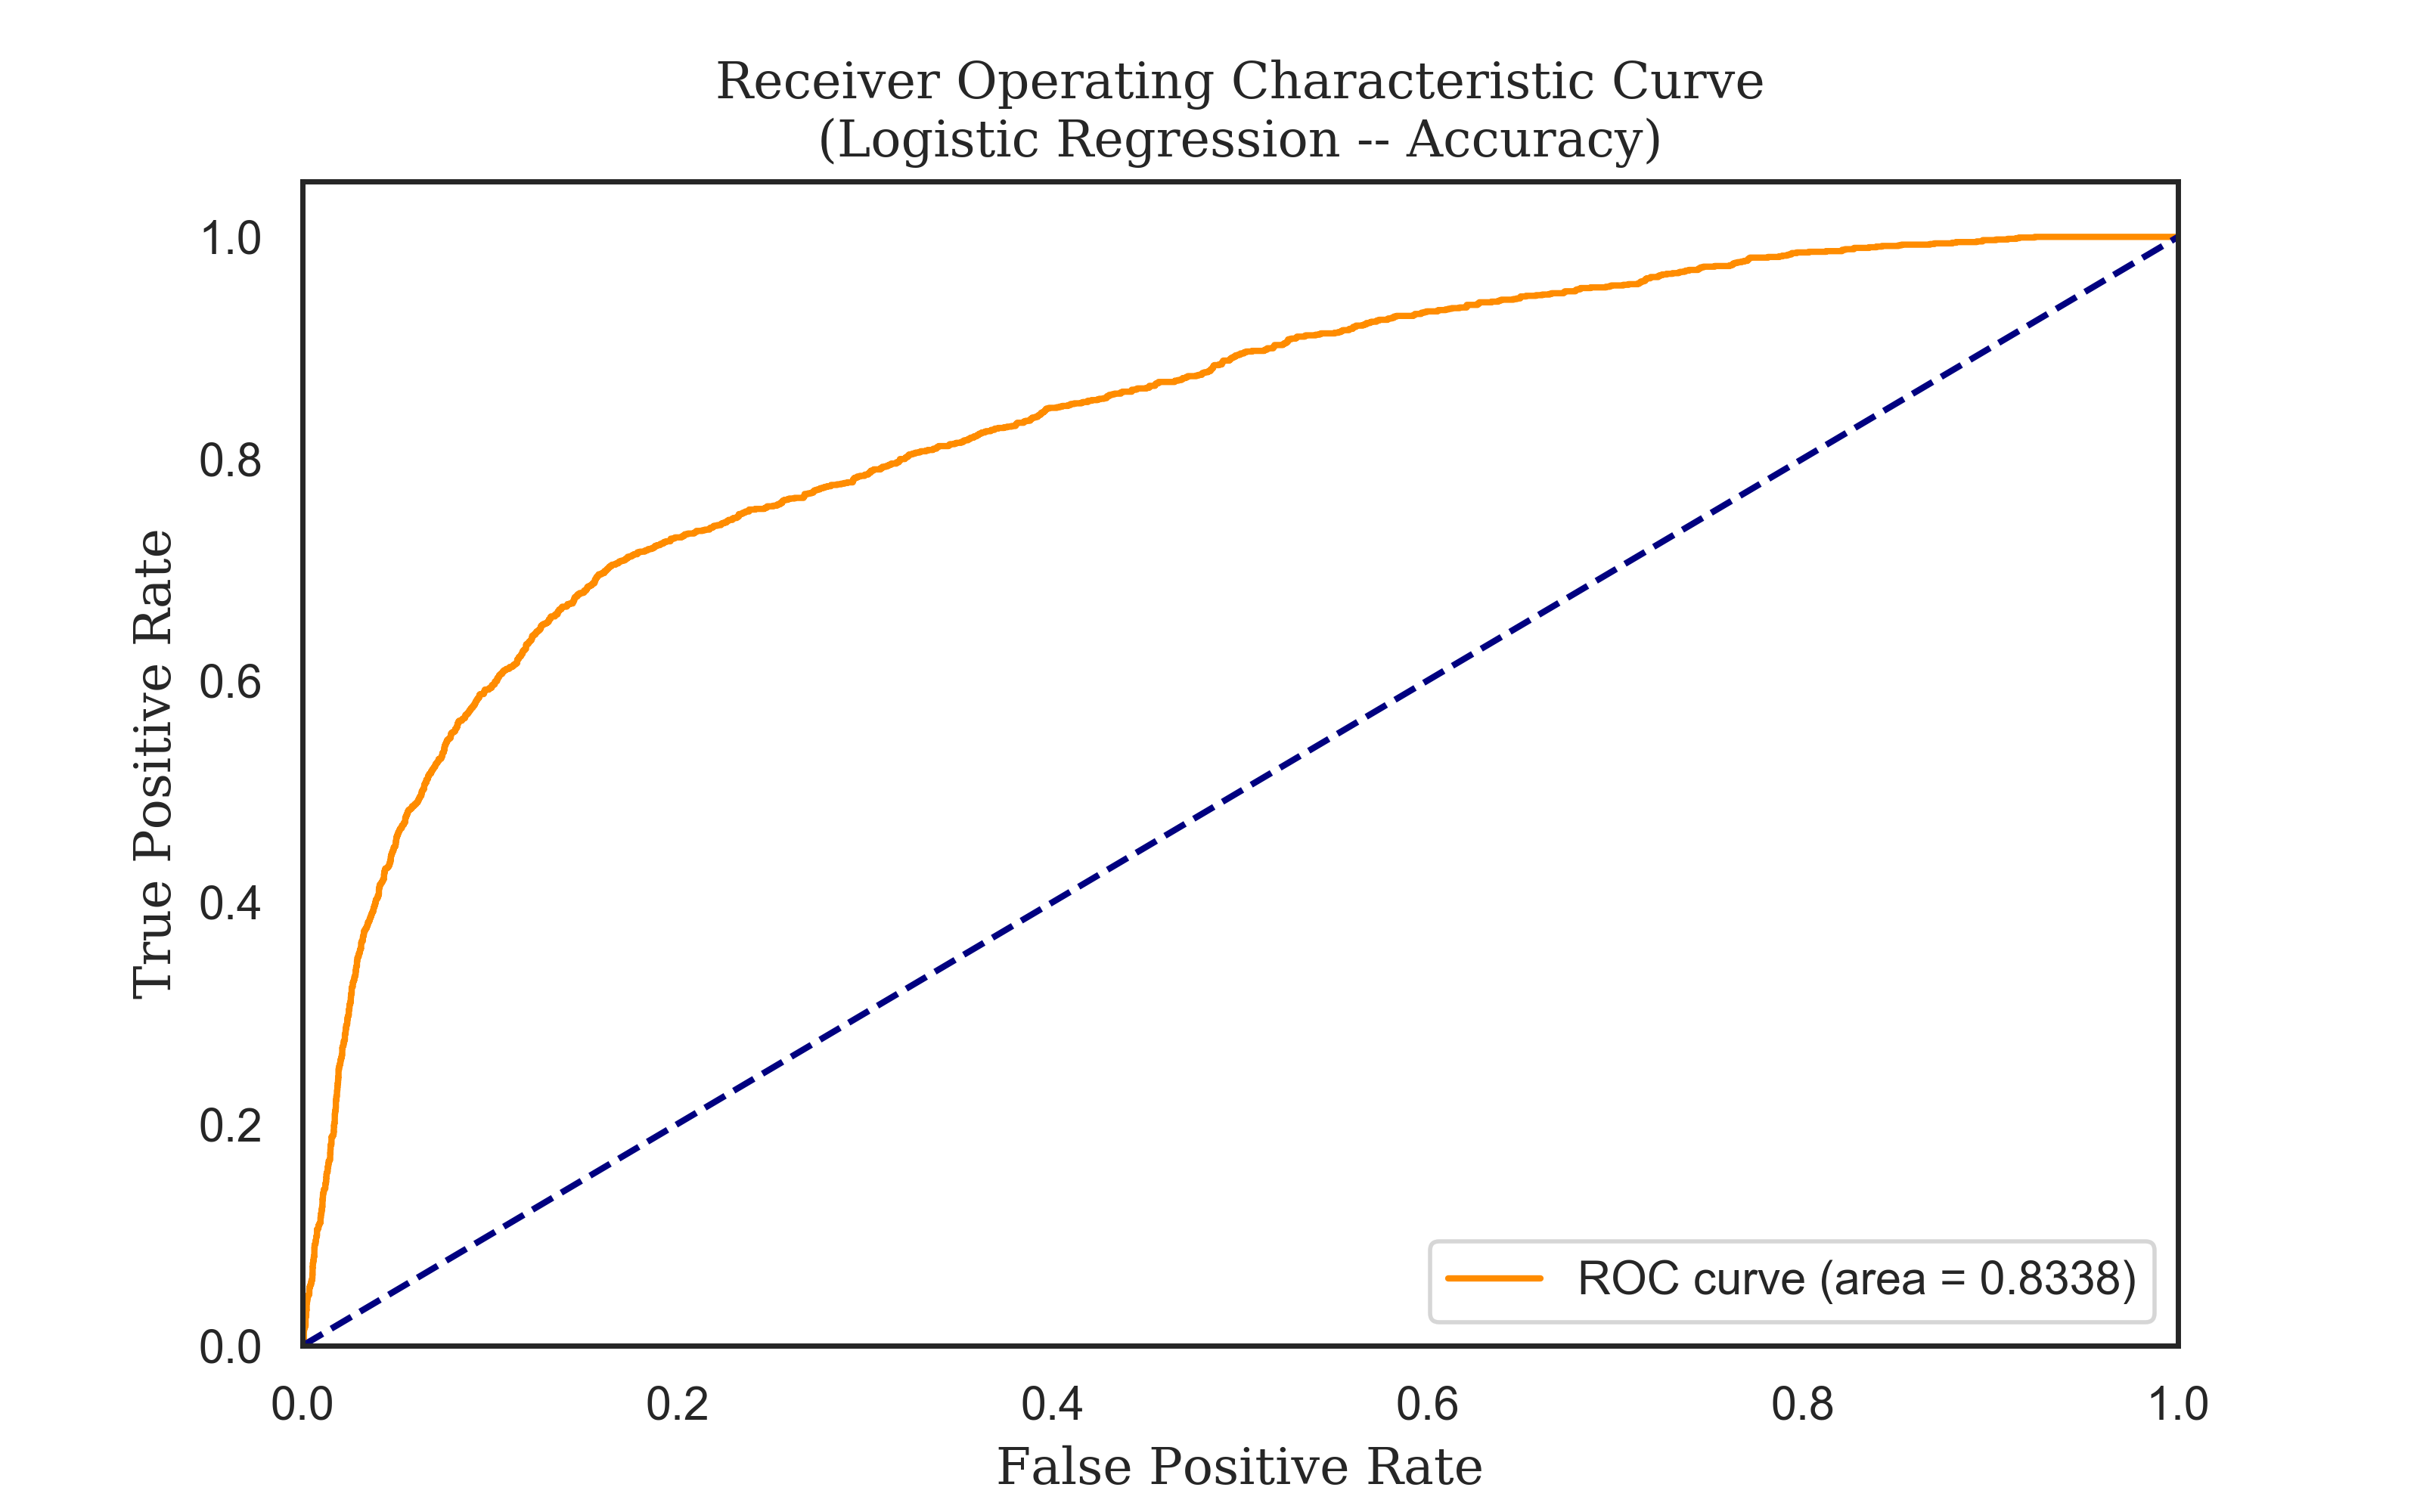 Receiver Operating Characteristic Curve
(Logistic Regression -- Accuracy)
True Positive Rate
1.0
0.8
0.6
0.4
0.2
0.0
ROC curve (area = 0.8338)
0.0 0.2 0.4 0.6 0.8 1.0
False Positive Rate